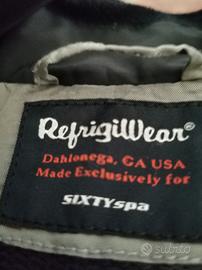 RefrigiWear®
Dahlonega, GA USA
Made Exclusively for
SIXTYspa
subito